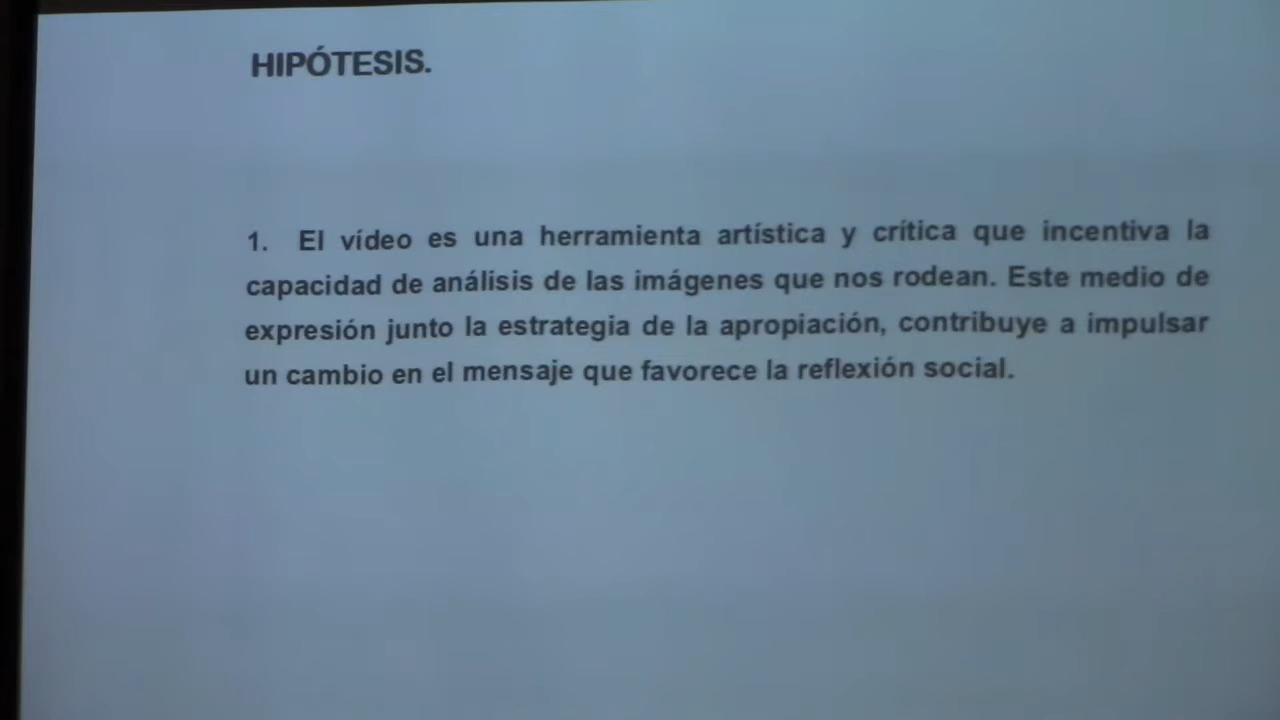 HIPÓTESIS.
1. El vídeo es una herramienta artística y crítica que incentiva la
capacidad de análisis de las imágenes que nos rodean. Este medio de
expresión junto la estrategia de la apropiación, contribuye a impulsar
un cambio en el mensaje que favorece la reflexión social.